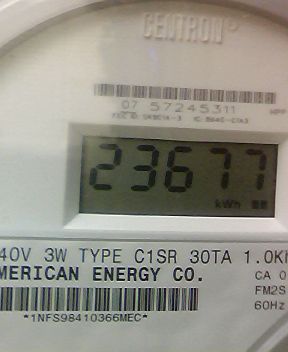 CENTRON®
07 57245311
23677
kWh
40V 3W TYPE C1SR 30TA 1.0Kh
MERICAN ENERGY CO.
CA 0
FM2S
60Hz
*1NFS98410366MEC*